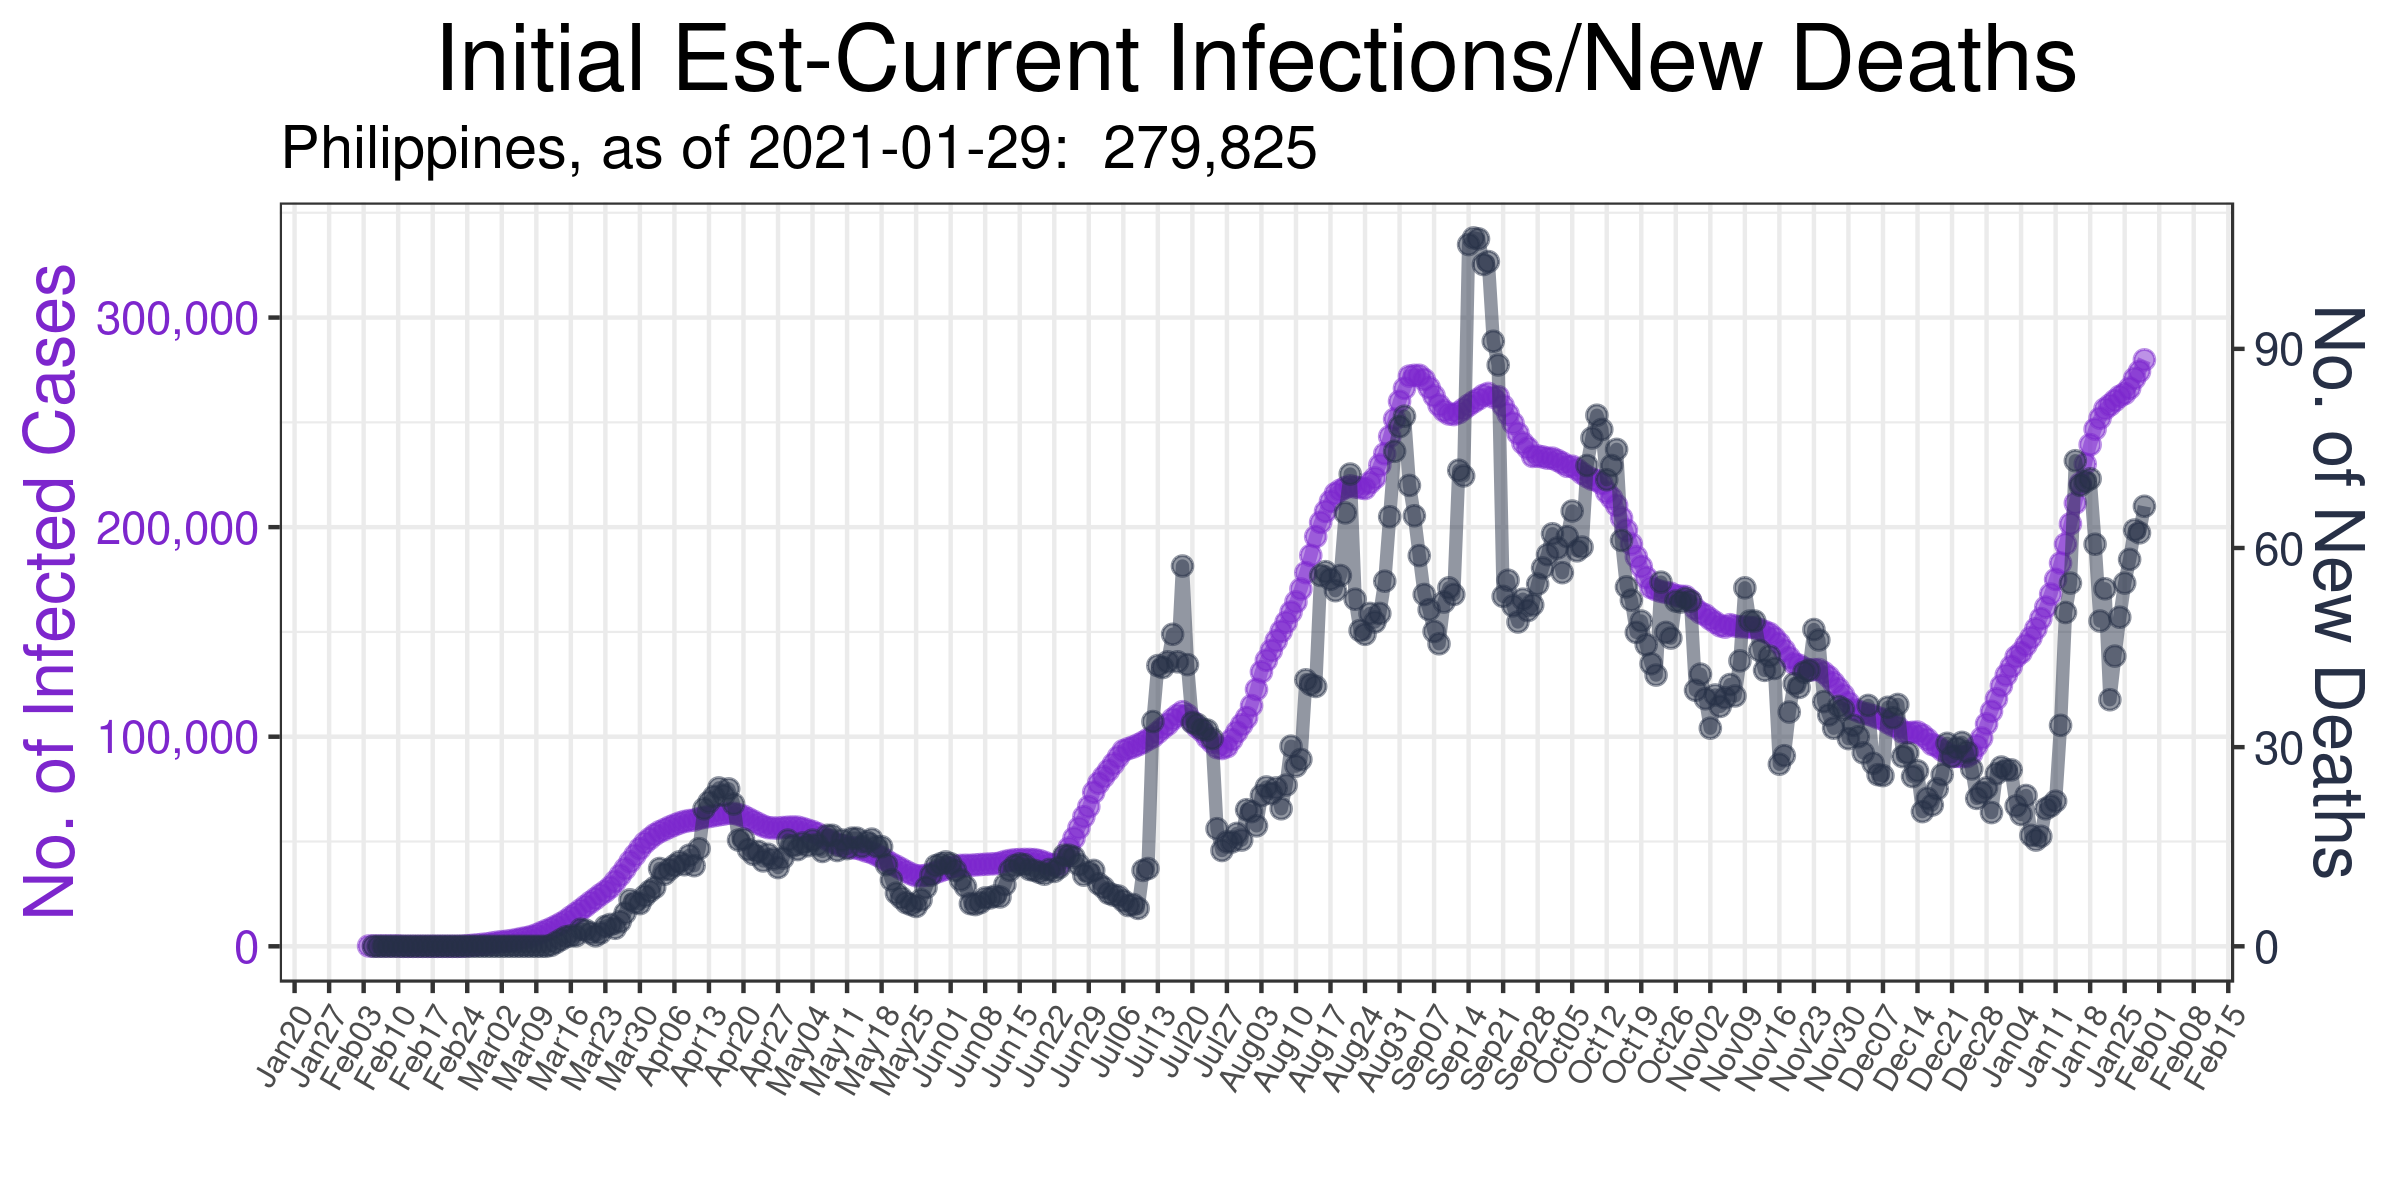 Initial Est-Current Infections/New Deaths
Philippines, as of 2021-01-29:  279,825
No. of Infected Cases
300,000
200,000
100,000
0
90
60
30
0
No. of New Deaths
Jan20
Jan27
Feb03
Feb10
Feb17
Feb24
Mar02
Mar09
Mar16
Mar23
Mar30
Apr06
Apr13
Apr20
Apr27
May04
May11
May18
May25
Jun01
Jun08
Jun15
Jun22
Jun29
Jul06
Jul13
Jul20
Jul27
Aug03
Aug10
Aug17
Aug24
Aug31
Sep07
Sep14
Sep21
Sep28
Oct05
Oct12
Oct19
Oct26
Nov02
Nov09
Nov16
Nov23
Nov30
Dec07
Dec14
Dec21
Dec28
Jan04
Jan11
Jan18
Jan25
Feb01
Feb08
Feb15